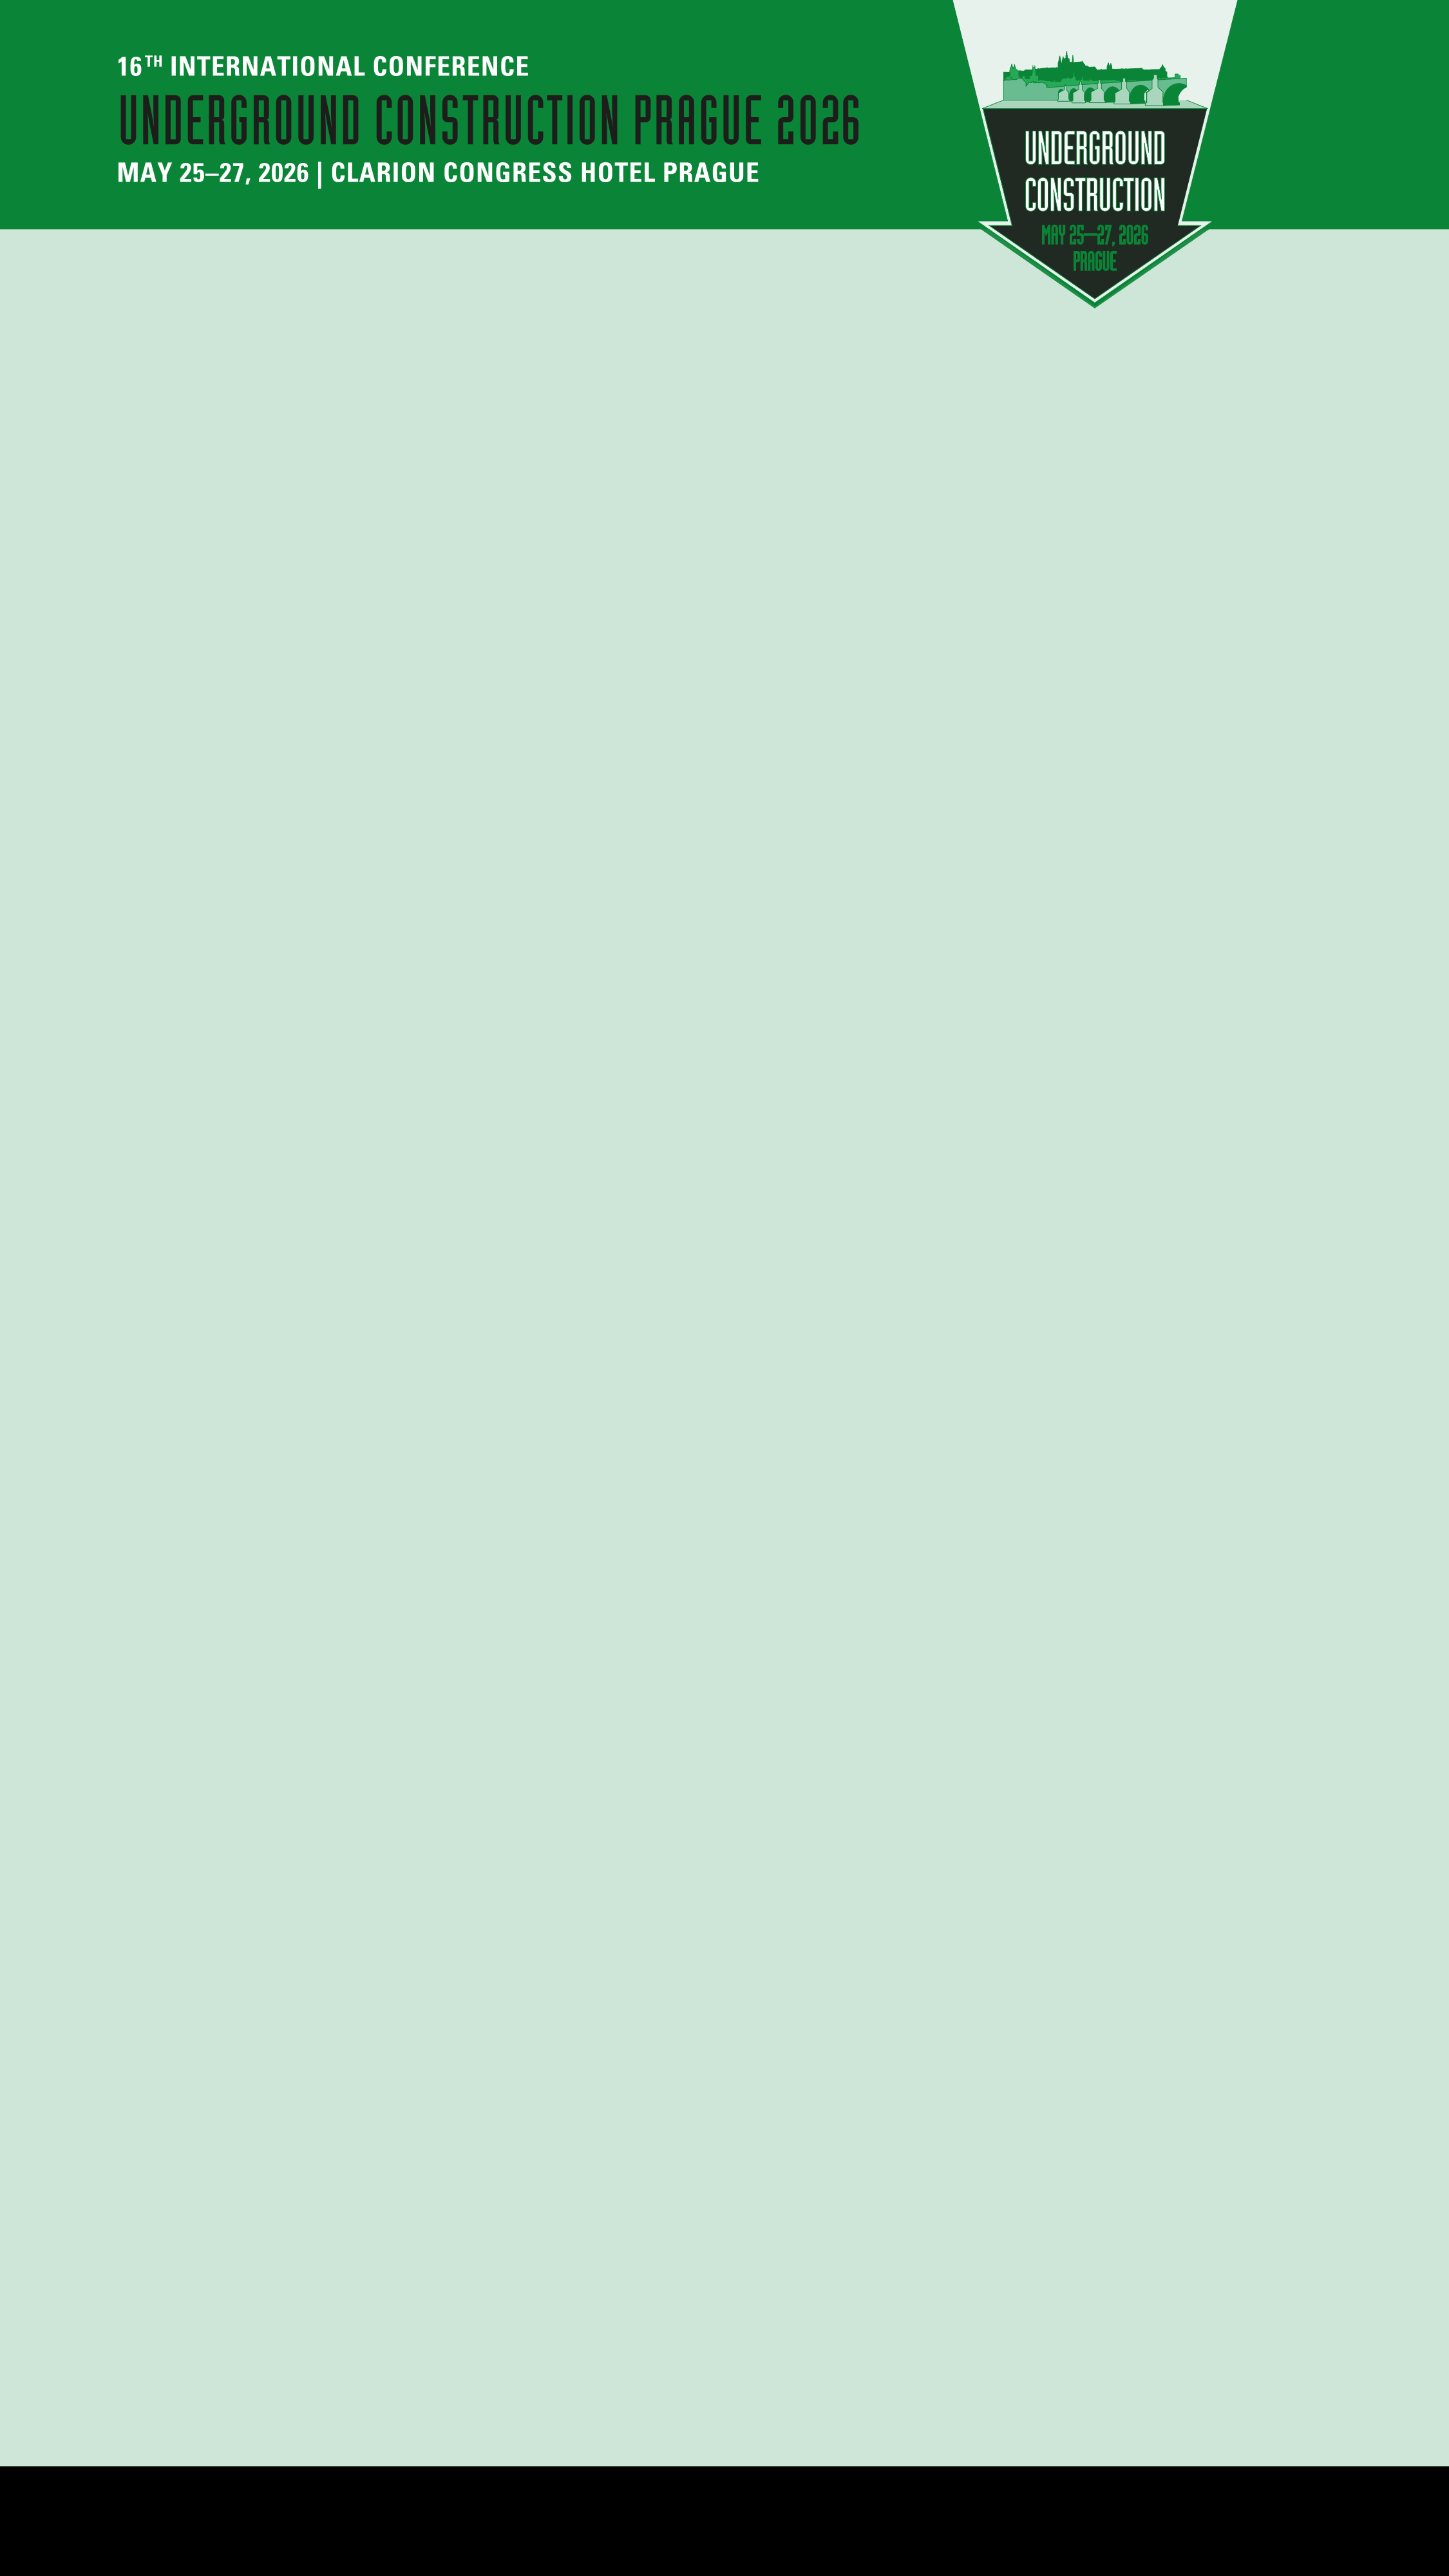 16TH INTERNATIONAL CONFERENCE
UNDERGROUND CONSTRUCTION PRAGUE 2026
MAY 25–27, 2026 | CLARION CONGRESS HOTEL PRAGUE
UNDERGROUND
CONSTRUCTION
MAY 25–27, 2026
PRAGUE